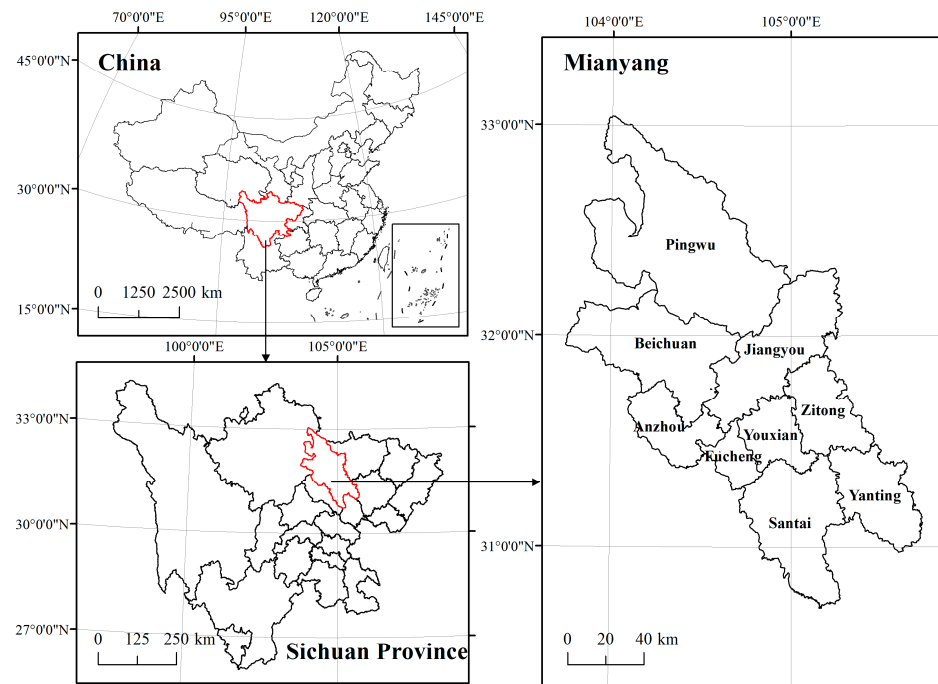 70°0'0"E 95°0'0"E 120°0'0"E 145°0'0"E
45°0'0"N
China
30°0'0"N
15°0'0"N
0 1250 2500 km
100°0'0"E 105°0'0"E
33°0'0"N
30°0'0"N
27°0'0"N
0 125 250 km
Sichuan Province
104°0'0"E 105°0'0"E
Mianyang
33°0'0"N
Pingwu
32°0'0"N
Beichuan
Jiangyou
Zitong
Anzhou
Youxian
Fucheng
Yanting
Santai
31°0'0"N
0 20 40 km